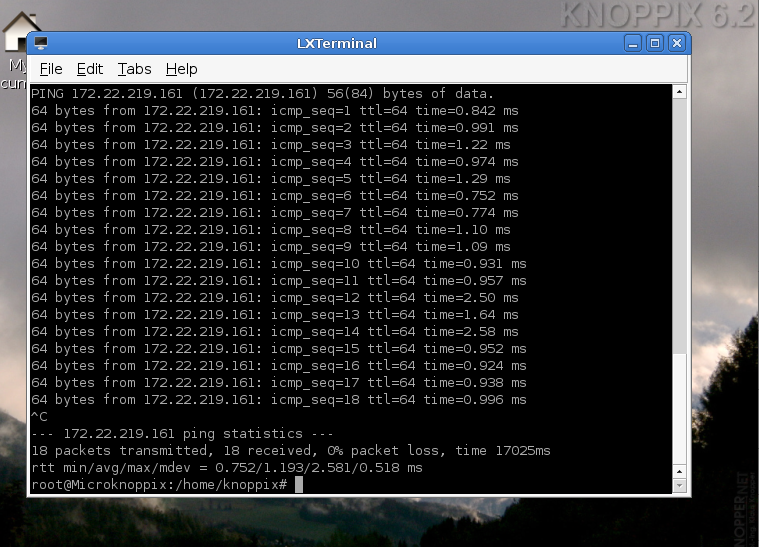 KNOPPIX 6.2
My
cun
LXTerminal
File Edit Tabs Help
PING 172.22.219.161 (172.22.219.161) 56(84) bytes of data.
64 bytes from 172.22.219.161: icmp_seq=1 ttl=64 time=0.842 ms
64 bytes from 172.22.219.161: icmp_seq=2 ttl=64 time=0.991 ms
64 bytes from 172.22.219.161: icmp_seq=3 ttl=64 time=1.22 ms
64 bytes from 172.22.219.161: icmp_seq=4 ttl=64 time=0.974 ms
64 bytes from 172.22.219.161: icmp_seq=5 ttl=64 time=1.29 ms
64 bytes from 172.22.219.161: icmp_seq=6 ttl=64 time=0.752 ms
64 bytes from 172.22.219.161: icmp_seq=7 ttl=64 time=0.774 ms
64 bytes from 172.22.219.161: icmp_seq=8 ttl=64 time=1.10 ms
64 bytes from 172.22.219.161: icmp_seq=9 ttl=64 time=1.09 ms
64 bytes from 172.22.219.161: icmp_seq=10 ttl=64 time=0.931 ms
64 bytes from 172.22.219.161: icmp_seq=11 ttl=64 time=0.957 ms
64 bytes from 172.22.219.161: icmp_seq=12 ttl=64 time=2.50 ms
64 bytes from 172.22.219.161: icmp_seq=13 ttl=64 time=1.64 ms
64 bytes from 172.22.219.161: icmp_seq=14 ttl=64 time=2.58 ms
64 bytes from 172.22.219.161: icmp_seq=15 ttl=64 time=0.952 ms
64 bytes from 172.22.219.161: icmp_seq=16 ttl=64 time=0.924 ms
64 bytes from 172.22.219.161: icmp_seq=17 ttl=64 time=0.938 ms
64 bytes from 172.22.219.161: icmp_seq=18 ttl=64 time=0.996 ms
^C
--- 172.22.219.161 ping statistics ---
18 packets transmitted, 18 received, 0% packet loss, time 17025ms
rtt min/avg/max/mdev = 0.752/1.193/2.581/0.518 ms
root@Microknoppix:/home/knoppix#
KNOPPER.NET